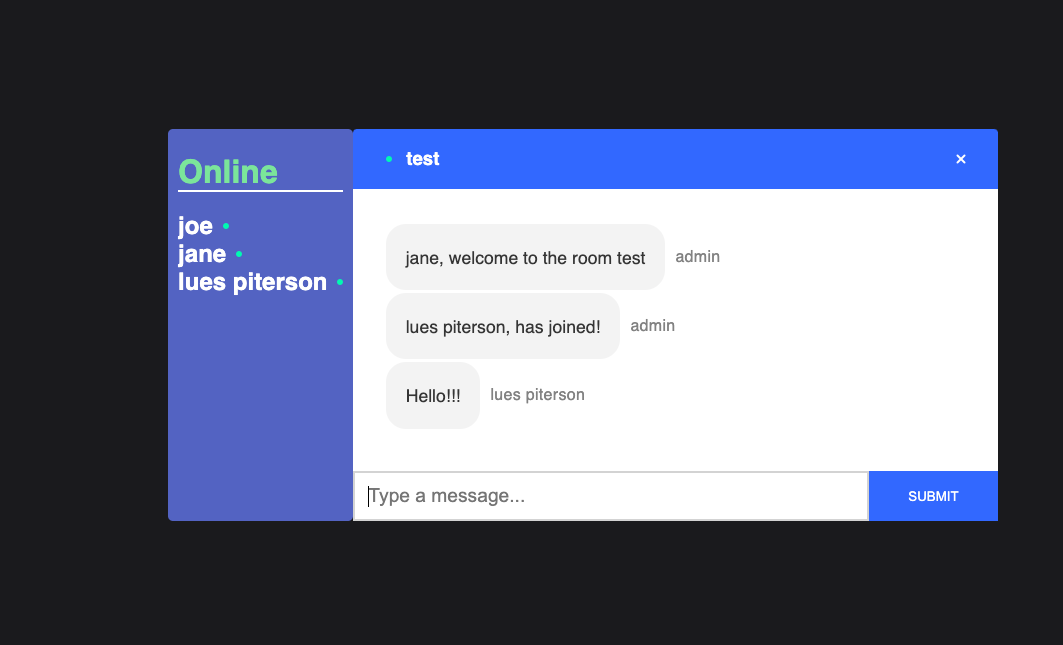 Online
joe
jane
lues piterson
test ×
jane, welcome to the room test admin
lues piterson, has joined! admin
Hello!!! lues piterson
Type a message... SUBMIT